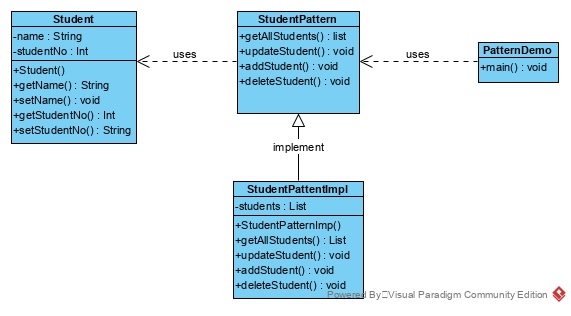 Student
-name : String
-studentNo : Int
+Student()
+getName() : String
+setName() : void
+getStudentNo() : Int
+setStudentNo() : String
uses
StudentPattern
+getAllStudents() : list
+updateStudent() : void
+addStudent() : void
+deleteStudent() : void
uses
PatternDemo
+main() : void
implement
StudentPattentImpl
-students : List
+StudentPatternImp()
+getAllStudents() : List
+updateStudent() : void
+addStudent() : void
+deleteStudent() : void
Powered By Visual Paradigm Community Edition